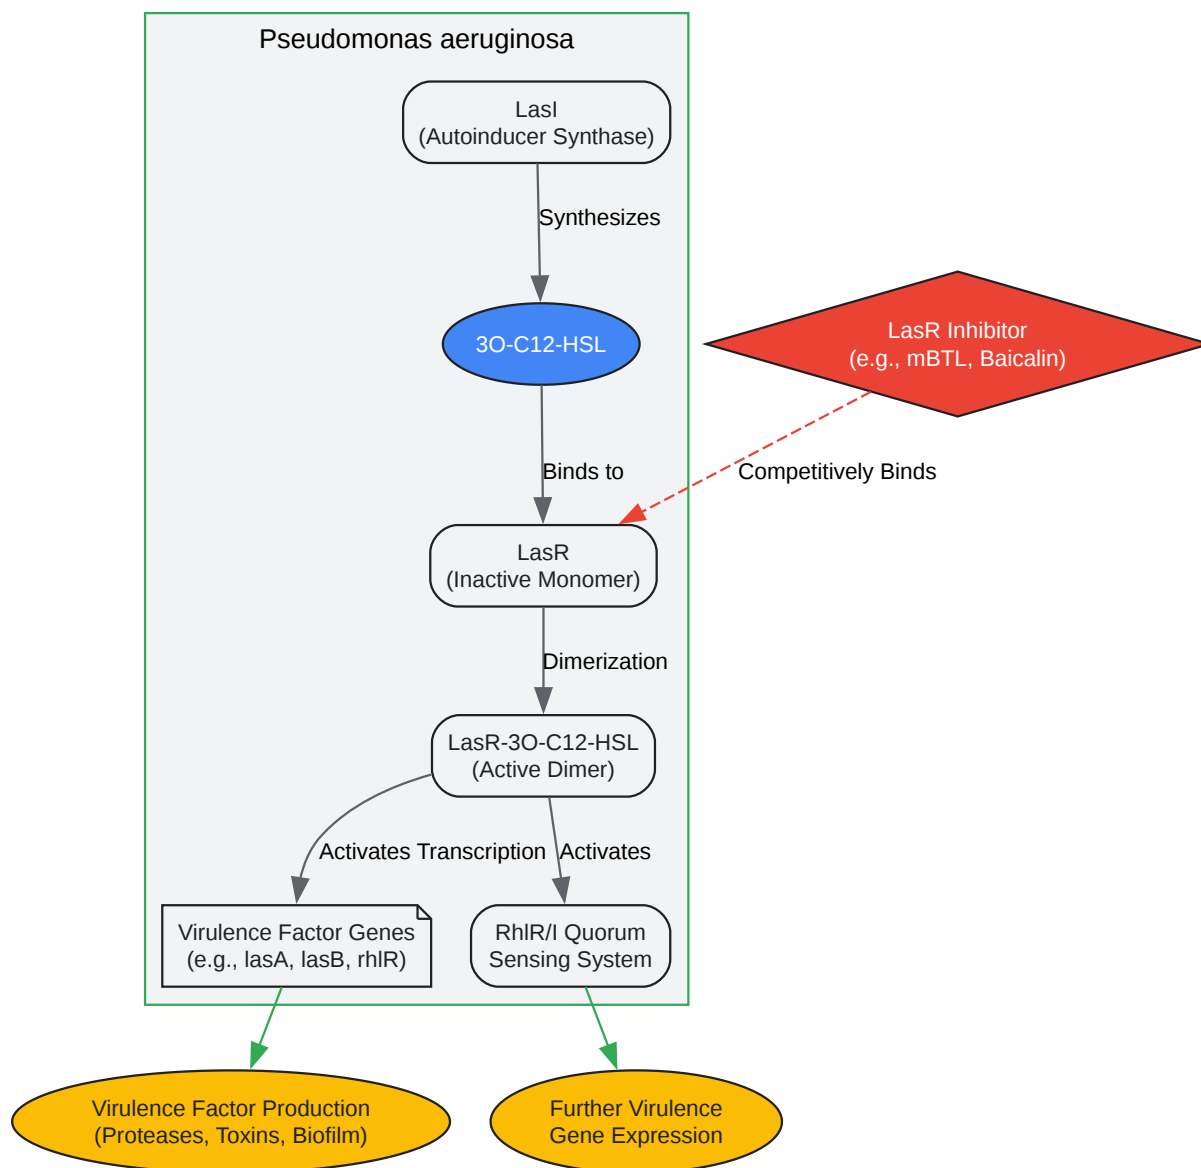 Pseudomonas aeruginosa
LasI
(Autoinducer Synthase)
Synthesizes
3O-C12-HSL
LasR Inhibitor
(e.g., mBTL, Baicalin)
Binds to
Competitively Binds
LasR
(Inactive Monomer)
Dimerization
LasR-3O-C12-HSL
(Active Dimer)
Activates Transcription
Activates
Virulence Factor Genes
(e.g., lasA, lasB, rhlR)
RhlR/I Quorum
Sensing System
Virulence Factor Production
(Proteases, Toxins, Biofilm)
Further Virulence
Gene Expression